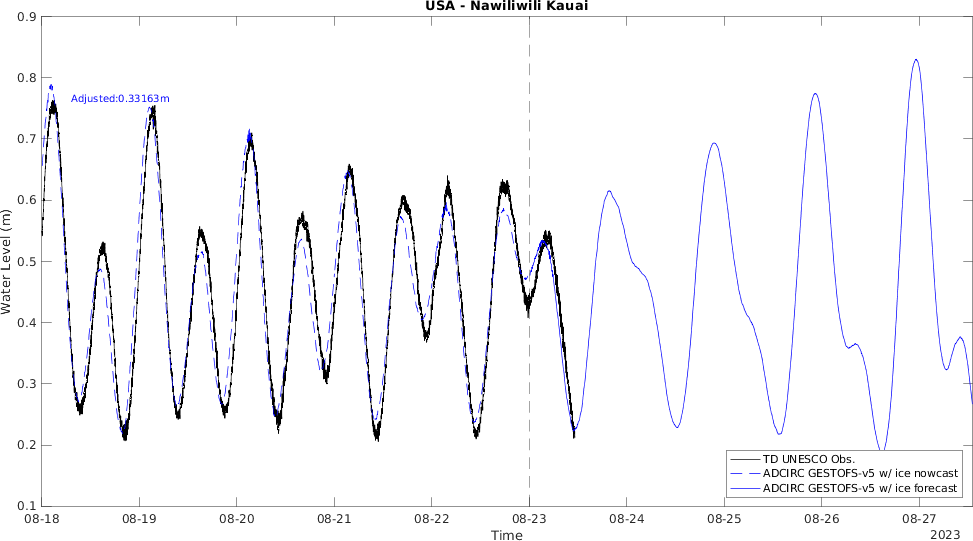 USA - Nawiliwili Kauai
0.9
0.8
0.7
0.6
0.5
0.4
0.3
0.2
0.1
Water Level (m)
Adjusted:0.33163m
TD UNESCO Obs.
ADCIRC GESTOFS-v5 w/ ice nowcast
ADCIRC GESTOFS-v5 w/ ice forecast
08-18 08-19 08-20 08-21 08-22 08-23 08-24 08-25 08-26 08-27
Time
2023